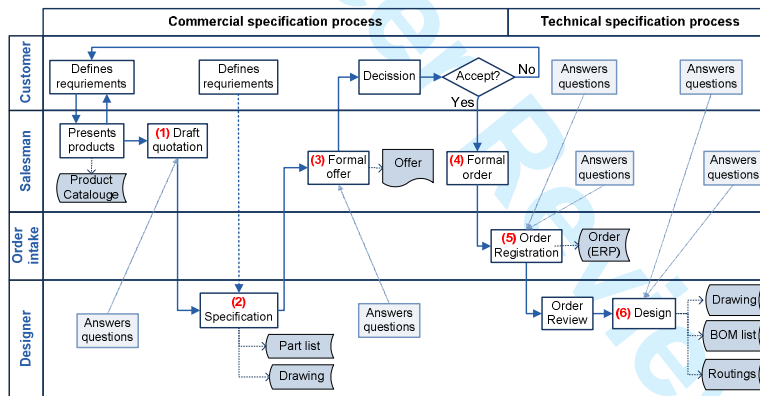 Commercial specification process
Technical specification process
Customer
Defines
requriements
Defines
requriements
Decission
Accept?
No
Yes
Answers
questions
Answers
questions
Salesman
Presents
products
(1) Draft
quotation
Product
Catalouge
(3) Formal
offer
Offer
(4) Formal
order
Answers
questions
Answers
questions
Order
intake
(5) Order
Registration
Order
(ERP)
Designer
Answers
questions
(2)
Specification
Part list
Drawing
Answers
questions
Order
Review
(6) Design
Drawing
BOM list
Routings
Review